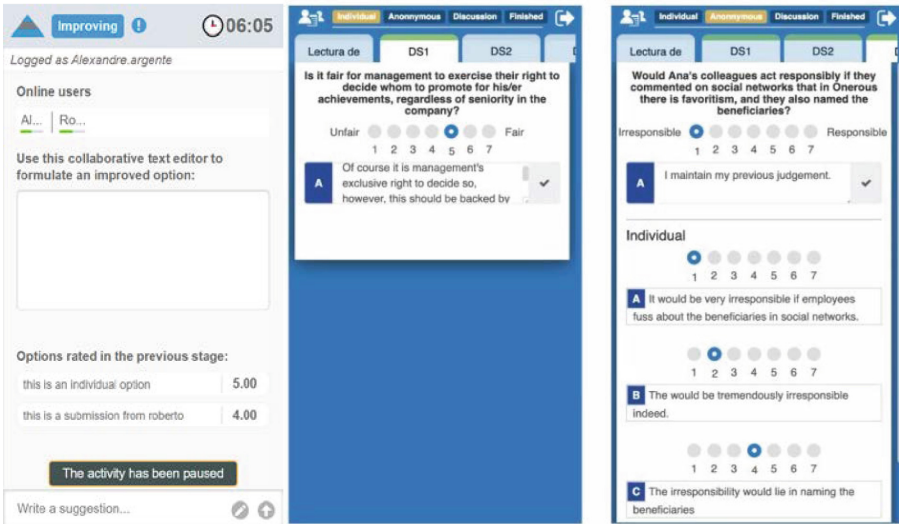 Improving
06:05
Logged as Alexandre.argente
Online users
Al... Ro...
Use this collaborative text editor to
formulate an improved option:
Options rated in the previous stage:
this is an individual option 5.00
this is a submission from roberto 4.00
The activity has been paused
Write a suggestion...
Individual Anonnymous Discussion Finished
Lectura de DS1 DS2
Is it fair for management to exercise their right to
decide whom to promote for his/er
achievements, regardless of seniority in the
company?
Unfair Fair
1 2 3 4 5 6 7
A
Of course it is management's
exclusive right to decide so,
however, this should be backed by
Individual Anonnymous Discussion Finished
Lectura de DS1 DS2
Would Ana's colleagues act responsibly if they
commented on social networks that in Onerous
there is favoritism, and they also named the
beneficiaries?
Irresponsible Responsible
1 2 3 4 5 6 7
A I maintain my previous judgement.
Individual
1 2 3 4 5 6 7
A It would be very irresponsible if employees
fuss about the beneficiaries in social networks.
1 2 3 4 5 6 7
B The would be tremendously irresponsible
indeed.
1 2 3 4 5 6 7
C The irresponsibility would lie in naming the
beneficiaries